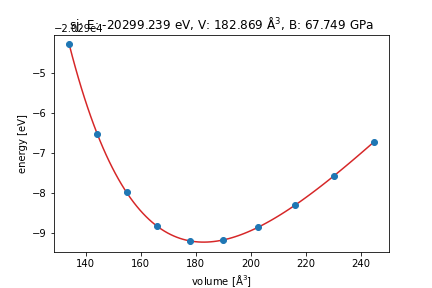 sj: E: -20299.239 eV, V: 182.869 Å³, B: 67.749 GPa
−2.029e4
−5
−6
−7
−8
−9
energy [eV]
140 160 180 200 220 240
volume [Å³]